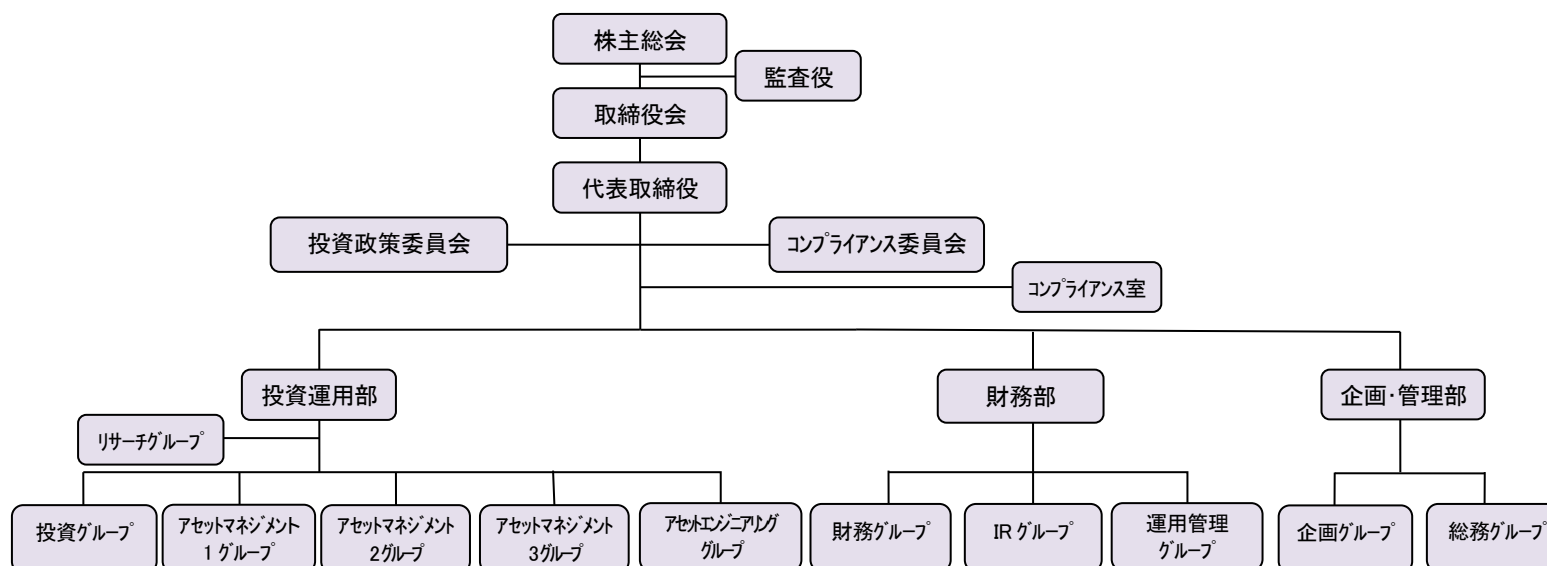 株主総会
監査役
取締役会
代表取締役
投資政策委員会
コンプライアンス委員会
コンプライアンス室
投資運用部
財務部
企画・管理部
リサーチグループ
投資グループ
アセットマネジメント
1グループ
アセットマネジメント
2グループ
アセットマネジメント
3グループ
アセットエンジニアリング
グループ
財務グループ
IRグループ
運用管理
グループ
企画グループ
総務グループ